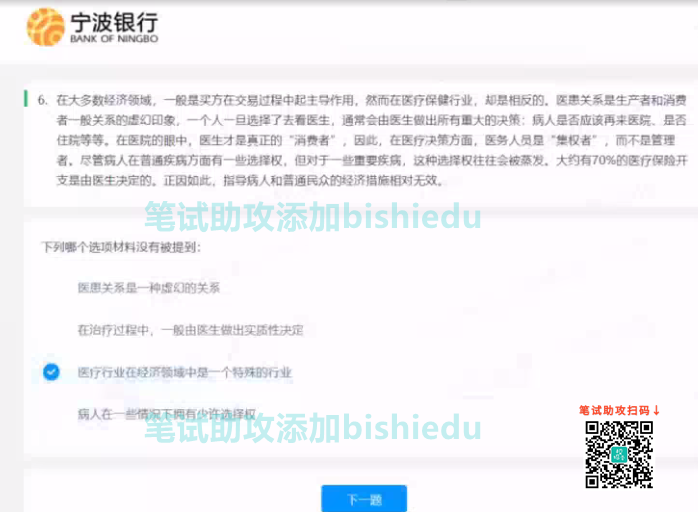 宁波银行
BANK OF NINGBO
6. 在大多数经济领域，一般是买方在交易过程中起主导作用，然而在医疗保健行业，却是相反的。医患关系是生产者和消费
者一般关系的虚幻印象，一个人一旦选择了去看医生，通常会由医生做出所有重大的决策：病人是否应该再来医院、是否
住院等等。在医院的眼中，医生才是真正的“消费者”，因此，在医疗决策方面，医务人员是“集权者”，而不是管理
者。尽管病人在普通疾病方面有一些选择权，但对于一些重要疾病，这种选择权往往会被蒸发。大约有70%的医疗保险开
支是由医生决定的。正因如此，指导病人和普通民众的经济措施相对无效。
笔试助攻添加bishiedu
下列哪个选项材料没有被提到：
医患关系是一种虚幻的关系
在治疗过程中，一般由医生做出实质性决定
医疗行业在经济领域中是一个特殊的行业
病人在一些情况下拥有少许选择权
笔试助攻添加bishiedu
笔试助攻扫码↓
下一题